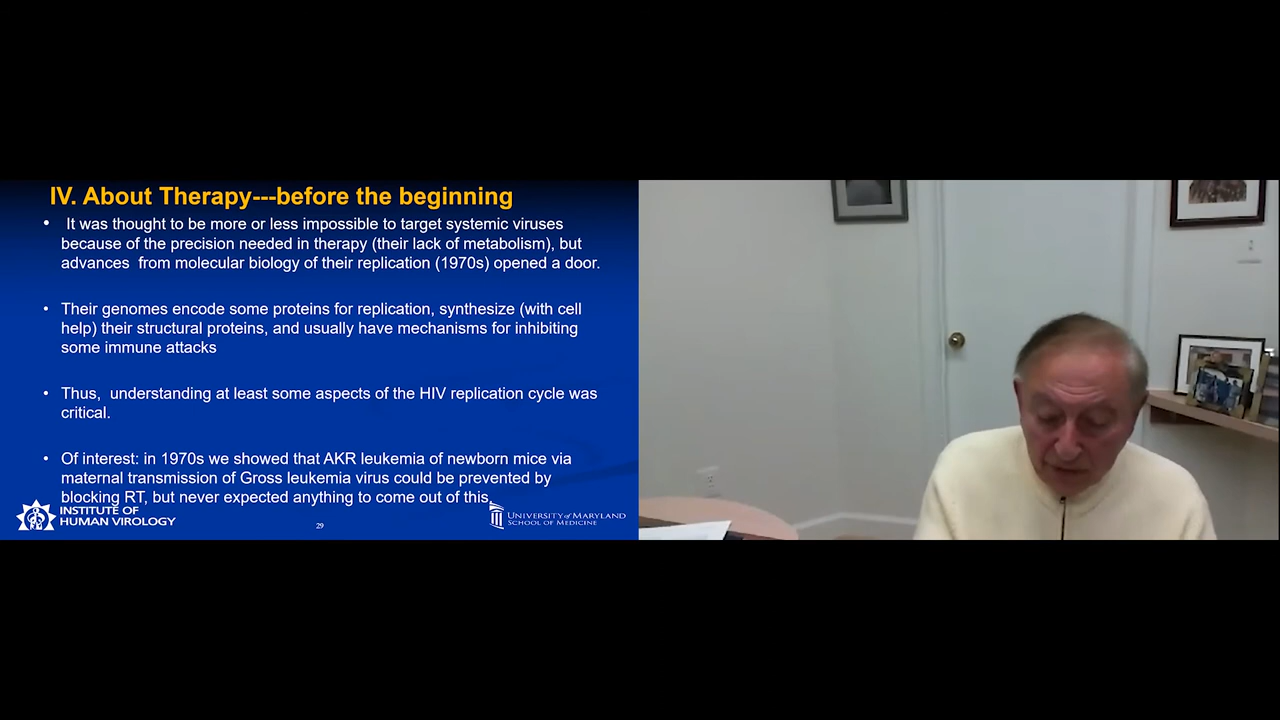 IV. About Therapy---before the beginning
• It was thought to be more or less impossible to target systemic viruses
because of the precision needed in therapy (their lack of metabolism), but
advances from molecular biology of their replication (1970s) opened a door.
• Their genomes encode some proteins for replication, synthesize (with cell
help) their structural proteins, and usually have mechanisms for inhibiting
some immune attacks
• Thus, understanding at least some aspects of the HIV replication cycle was
critical.
• Of interest: in 1970s we showed that AKR leukemia of newborn mice via
maternal transmission of Gross leukemia virus could be prevented by
blocking RT, but never expected anything to come out of this.
INSTITUTE OF
HUMAN VIROLOGY
29
UNIVERSITY of MARYLAND
SCHOOL OF MEDICINE